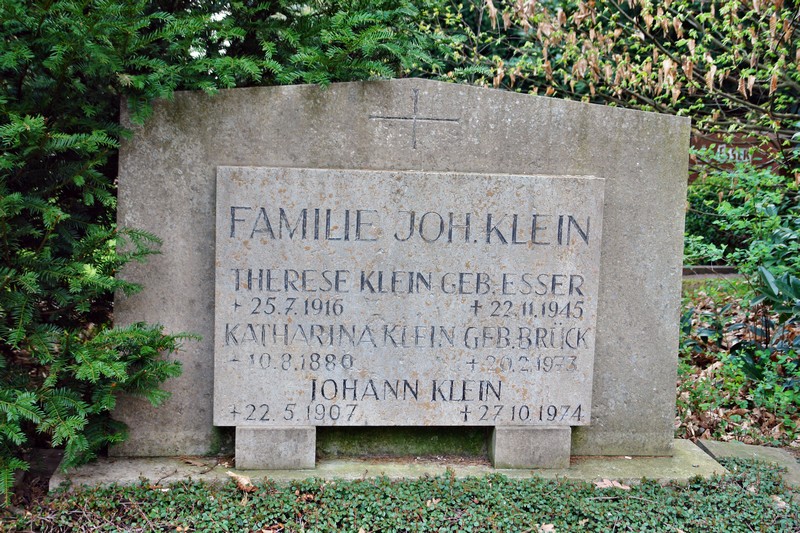 FAMILIE JOH. KLEIN
THERESE KLEIN GEB. ESSER
+ 25.7.1916 + 22.11.1945
KATHARINA KLEIN GEB. BRÜCK
+ 10.8.1880 + 20.2.1973
JOHANN KLEIN
+ 22.5.1907 + 27.10.1974
Esser